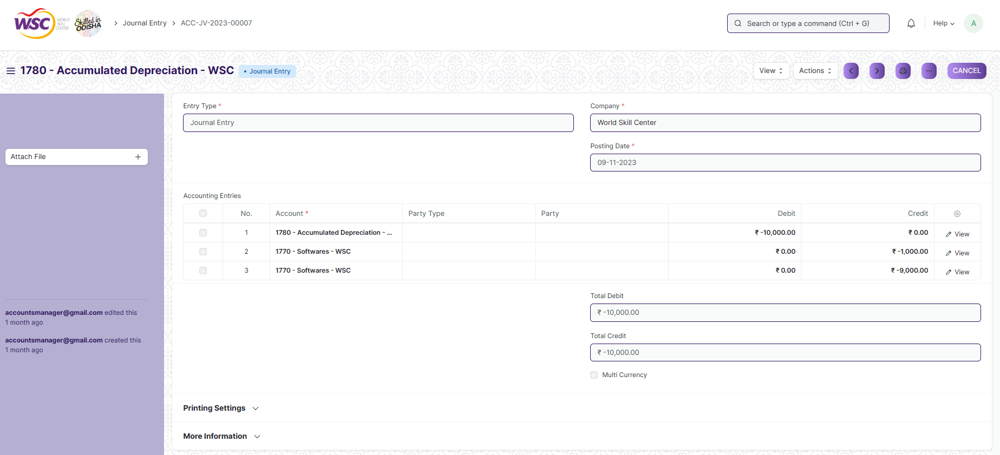 WSC WORLD SKILL CENTER
Skilled in ODISHA
Journal Entry
ACC-JV-2023-00007
Search or type a command (Ctrl + G)
Help
A
1780 - Accumulated Depreciation - WSC
• Journal Entry
View
Actions
CANCEL
Attach File
accountsmanager@gmail.com edited this
1 month ago
accountsmanager@gmail.com created this
1 month ago
Entry Type *
Journal Entry
Company *
World Skill Center
Posting Date *
09-11-2023
Accounting Entries
No. Account * Party Type Party Debit Credit
1 1780 - Accumulated Depreciation - ... ₹ -10,000.00 ₹ 0.00 View
2 1770 - Softwares - WSC ₹ 0.00 ₹ -1,000.00 View
3 1770 - Softwares - WSC ₹ 0.00 ₹ -9,000.00 View
Total Debit
₹ -10,000.00
Total Credit
₹ -10,000.00
Multi Currency
Printing Settings
More Information